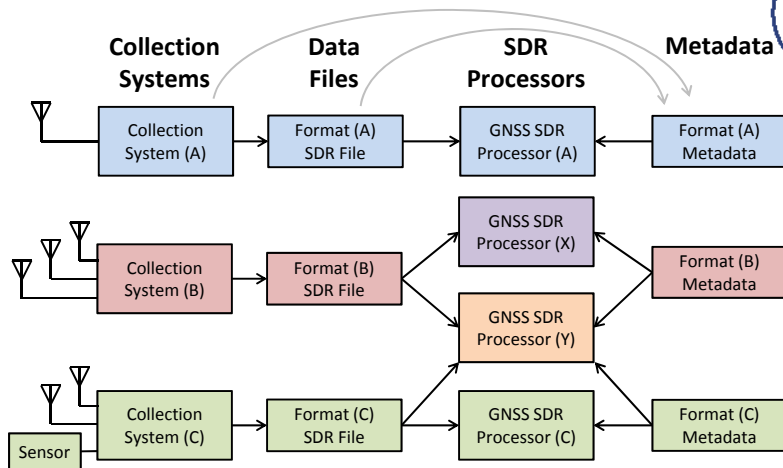 Collection
Systems
Data
Files
SDR
Processors
Metadata
Collection
System (A)
Format (A)
SDR File
GNSS SDR
Processor (A)
Format (A)
Metadata
GNSS SDR
Processor (X)
Collection
System (B)
Format (B)
SDR File
Format (B)
Metadata
GNSS SDR
Processor (Y)
Collection
System (C)
Format (C)
SDR File
GNSS SDR
Processor (C)
Format (C)
Metadata
Sensor